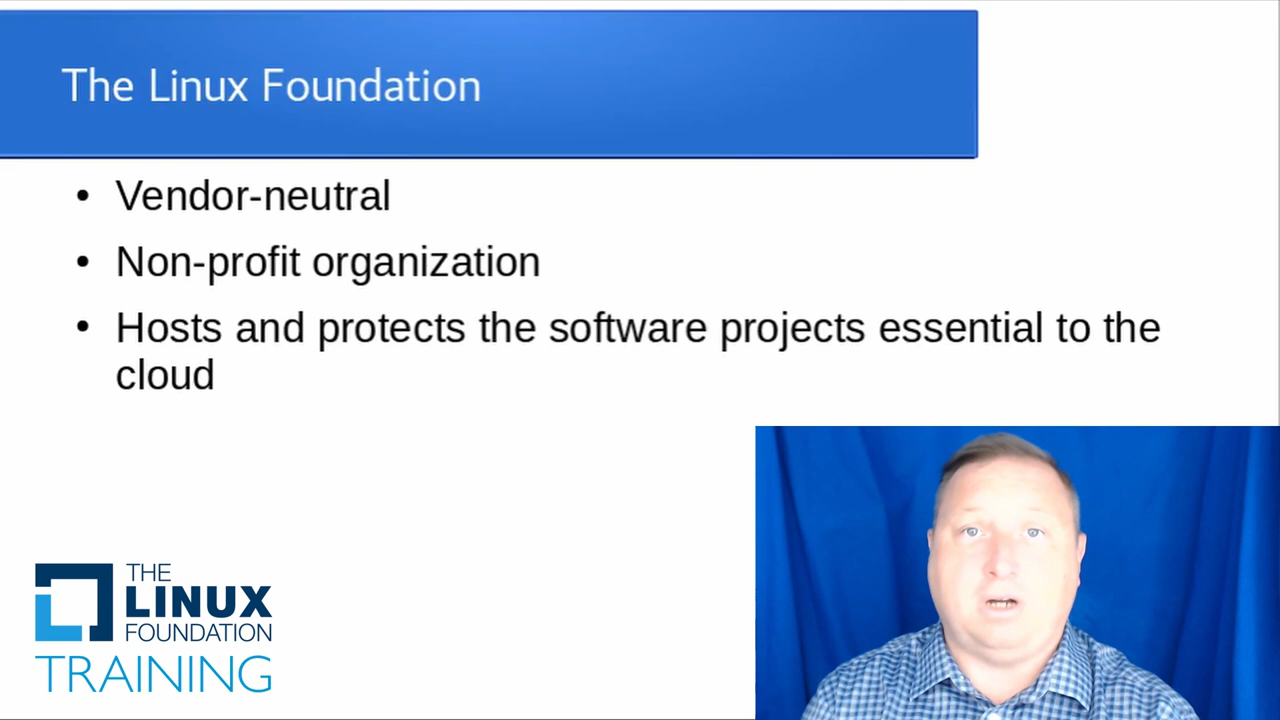 The Linux Foundation
• Vendor-neutral
• Non-profit organization
• Hosts and protects the software projects essential to the
cloud
THE
LINUX
FOUNDATION
TRAINING